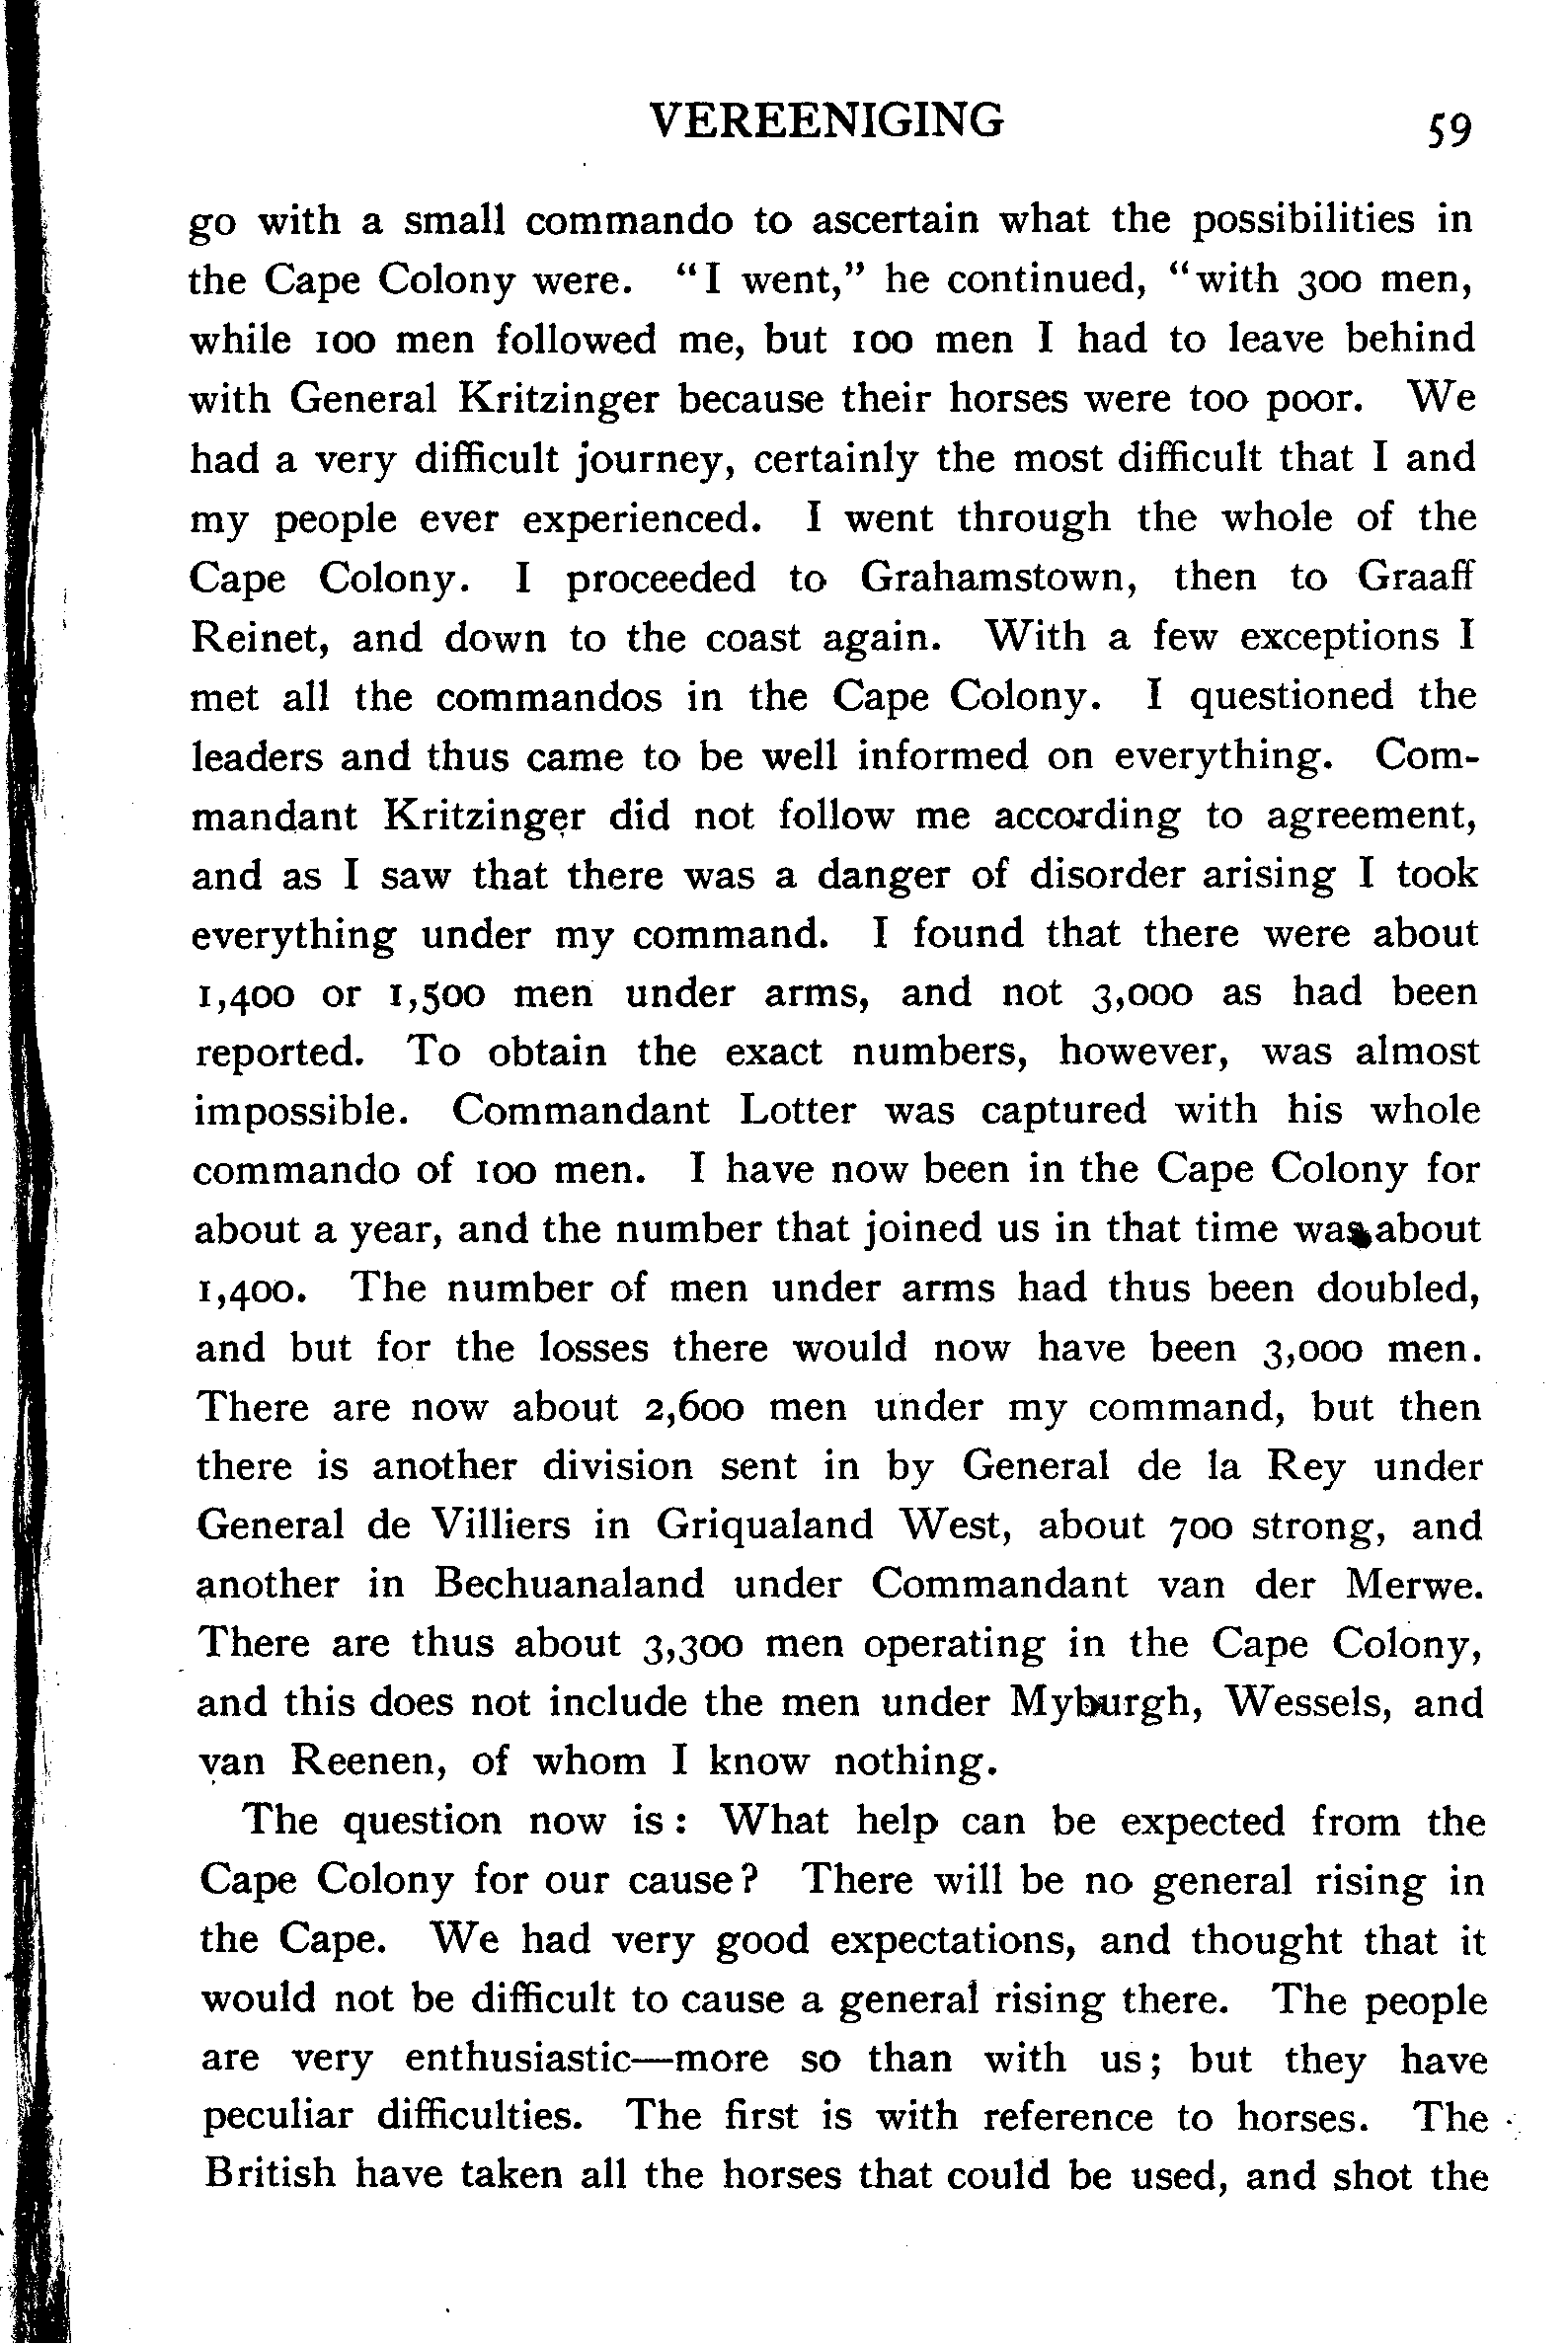 VEREENIGING 59
go with a small commando to ascertain what the possibilities in
the Cape Colony were. “I went,” he continued, “with 300 men,
while 100 men followed me, but 100 men I had to leave behind
with General Kritzinger because their horses were too poor. We
had a very difficult journey, certainly the most difficult that I and
my people ever experienced. I went through the whole of the
Cape Colony. I proceeded to Grahamstown, then to Graaff
Reinet, and down to the coast again. With a few exceptions I
met all the commandos in the Cape Colony. I questioned the
leaders and thus came to be well informed on everything. Com-
mandant Kritzinger did not follow me according to agreement,
and as I saw that there was a danger of disorder arising I took
everything under my command. I found that there were about
1,400 or 1,500 men under arms, and not 3,000 as had been
reported. To obtain the exact numbers, however, was almost
impossible. Commandant Lotter was captured with his whole
commando of 100 men. I have now been in the Cape Colony for
about a year, and the number that joined us in that time was about
1,400. The number of men under arms had thus been doubled,
and but for the losses there would now have been 3,000 men.
There are now about 2,600 men under my command, but then
there is another division sent in by General de la Rey under
General de Villiers in Griqualand West, about 700 strong, and
another in Bechuanaland under Commandant van der Merwe.
There are thus about 3,300 men operating in the Cape Colony,
and this does not include the men under Myburgh, Wessels, and
van Reenen, of whom I know nothing.
The question now is: What help can be expected from the
Cape Colony for our cause? There will be no general rising in
the Cape. We had very good expectations, and thought that it
would not be difficult to cause a general rising there. The people
are very enthusiastic—more so than with us; but they have
peculiar difficulties. The first is with reference to horses. The
British have taken all the horses that could be used, and shot the